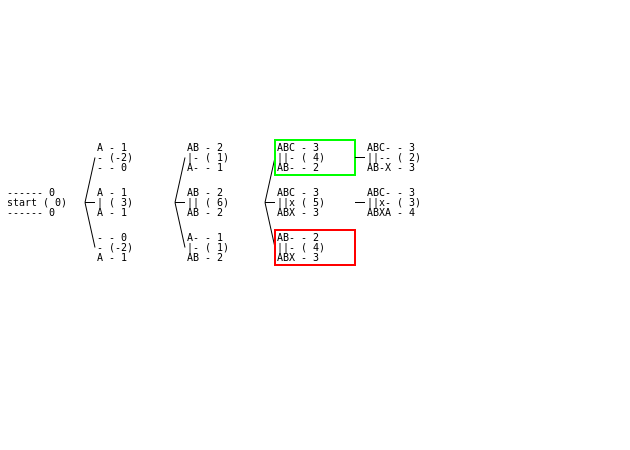 A - 1
- (-2)
- - 0
AB - 2
|- ( 1)
A- - 1
ABC - 3
||- ( 4)
AB- - 2
ABC- - 3
||-- ( 2)
AB-X - 3
------ 0
start ( 0)
------ 0
A - 1
| ( 3)
A - 1
AB - 2
|| ( 6)
AB - 2
ABC - 3
||x ( 5)
ABX - 3
ABC- - 3
||x- ( 3)
ABXA - 4
- - 0
- (-2)
A - 1
A- - 1
|- ( 1)
AB - 2
AB- - 2
||- ( 4)
ABX - 3